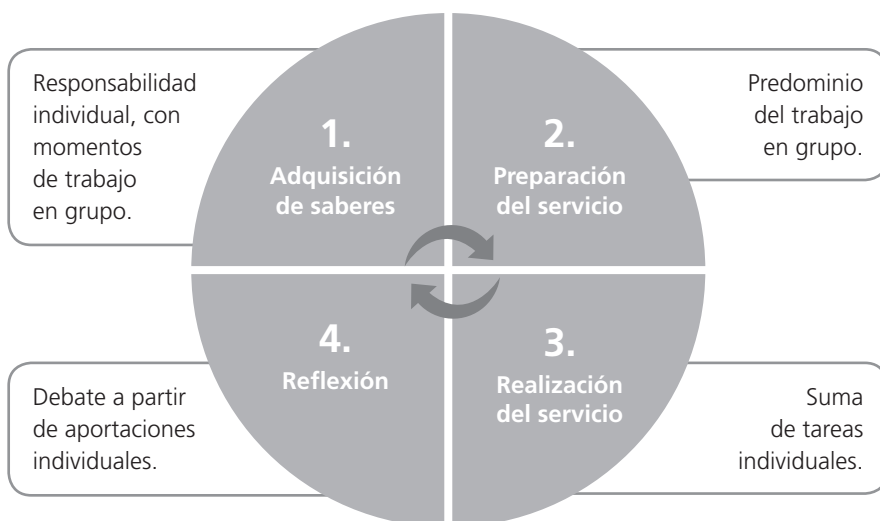 Responsabilidad
individual, con
momentos
de trabajo
en grupo.
1.
Adquisición
de saberes
2.
Preparación
del servicio
Predominio
del trabajo
en grupo.
4.
Reflexión
3.
Realización
del servicio
Debate a partir
de aportaciones
individuales.
Suma
de tareas
individuales.